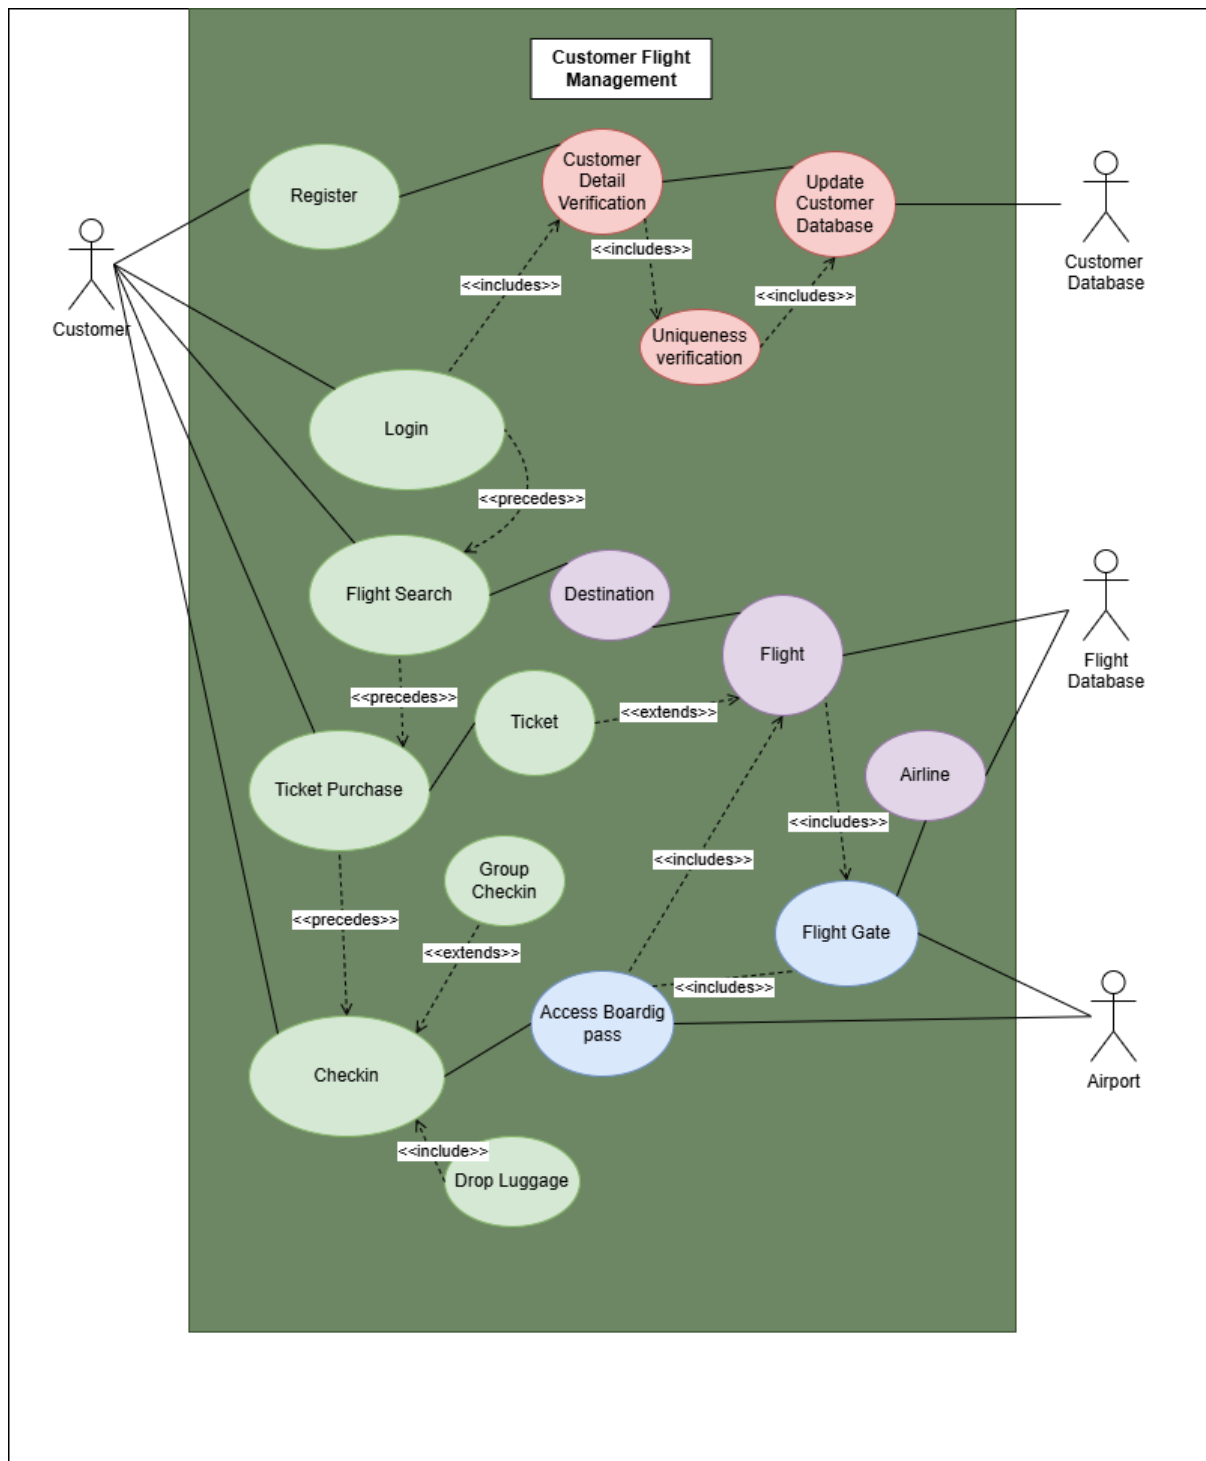 Customer Flight
Management
Customer
Detail
Verification
Update
Customer
Database
Register
<<includes>>
Customer
Database
<<includes>>
<<includes>>
Customer
Uniqueness
verification
Login
<<precedes>>
Flight Search
Destination
Flight
Flight
Database
<<precedes>>
Ticket
<<extends>>
Airline
Ticket Purchase
<<includes>>
<<includes>>
Group
Checkin
<<precedes>>
Flight Gate
<<extends>>
<<includes>>
Access Boardig
pass
Checkin
Airport
<<include>>
Drop Luggage